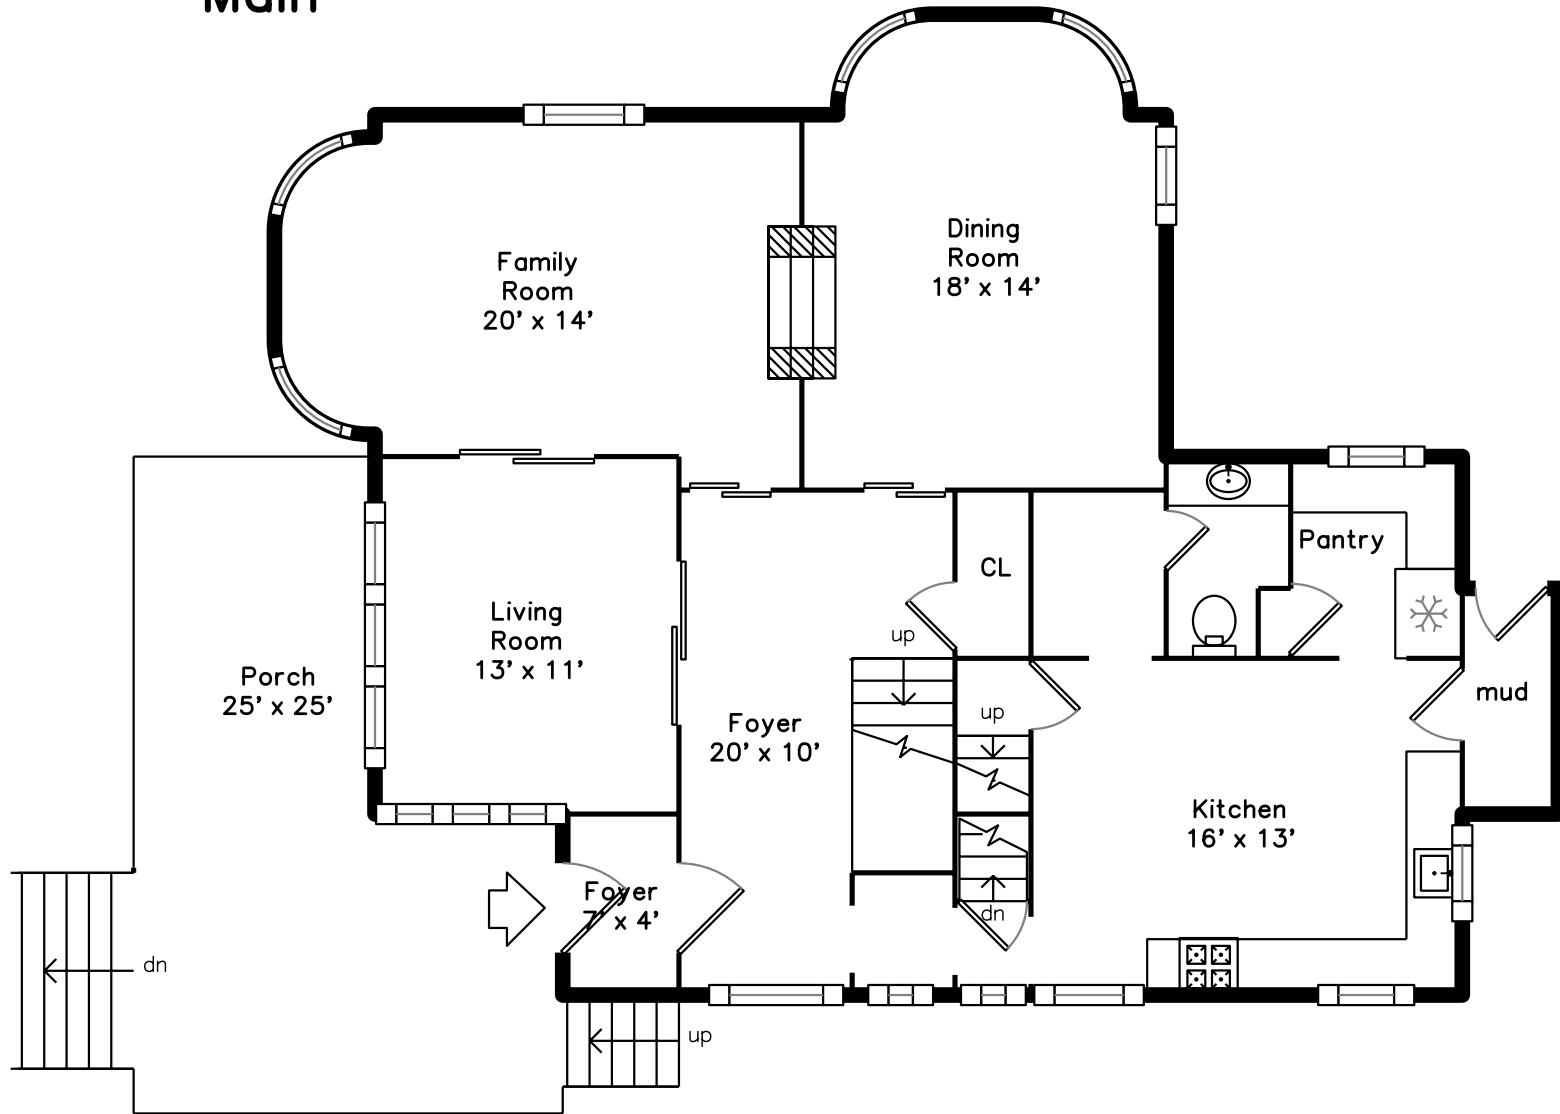 Main
Dining
Room
18' x 14'
Family
Room
20' x 14'
Pantry
CL
Living
Room
13' x 11'
up
Porch
25' x 25'
mud
up
Foyer
20' x 10'
Kitchen
16' x 13'
Foyer
7' x 4'
dn
dn
up